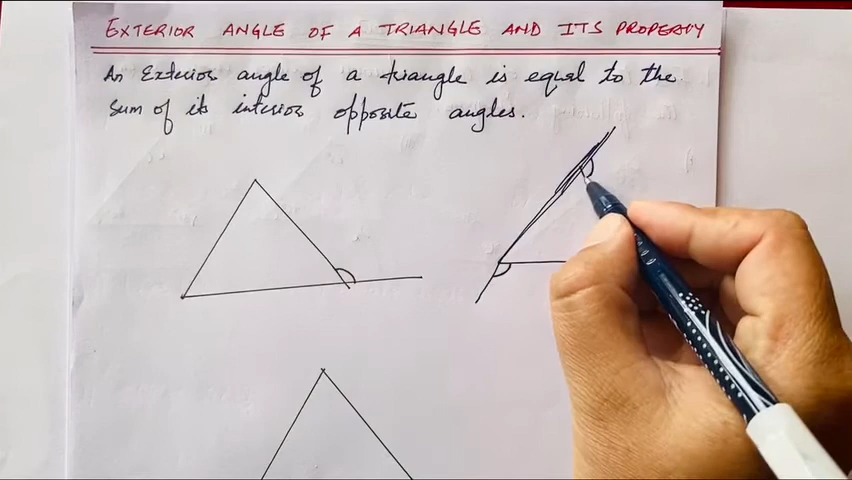 EXTERIOR ANGLE OF A TRIANGLE AND ITS PROPERTY
An Exterior angle of a triangle is equal to the
sum of its interior opposite angles.